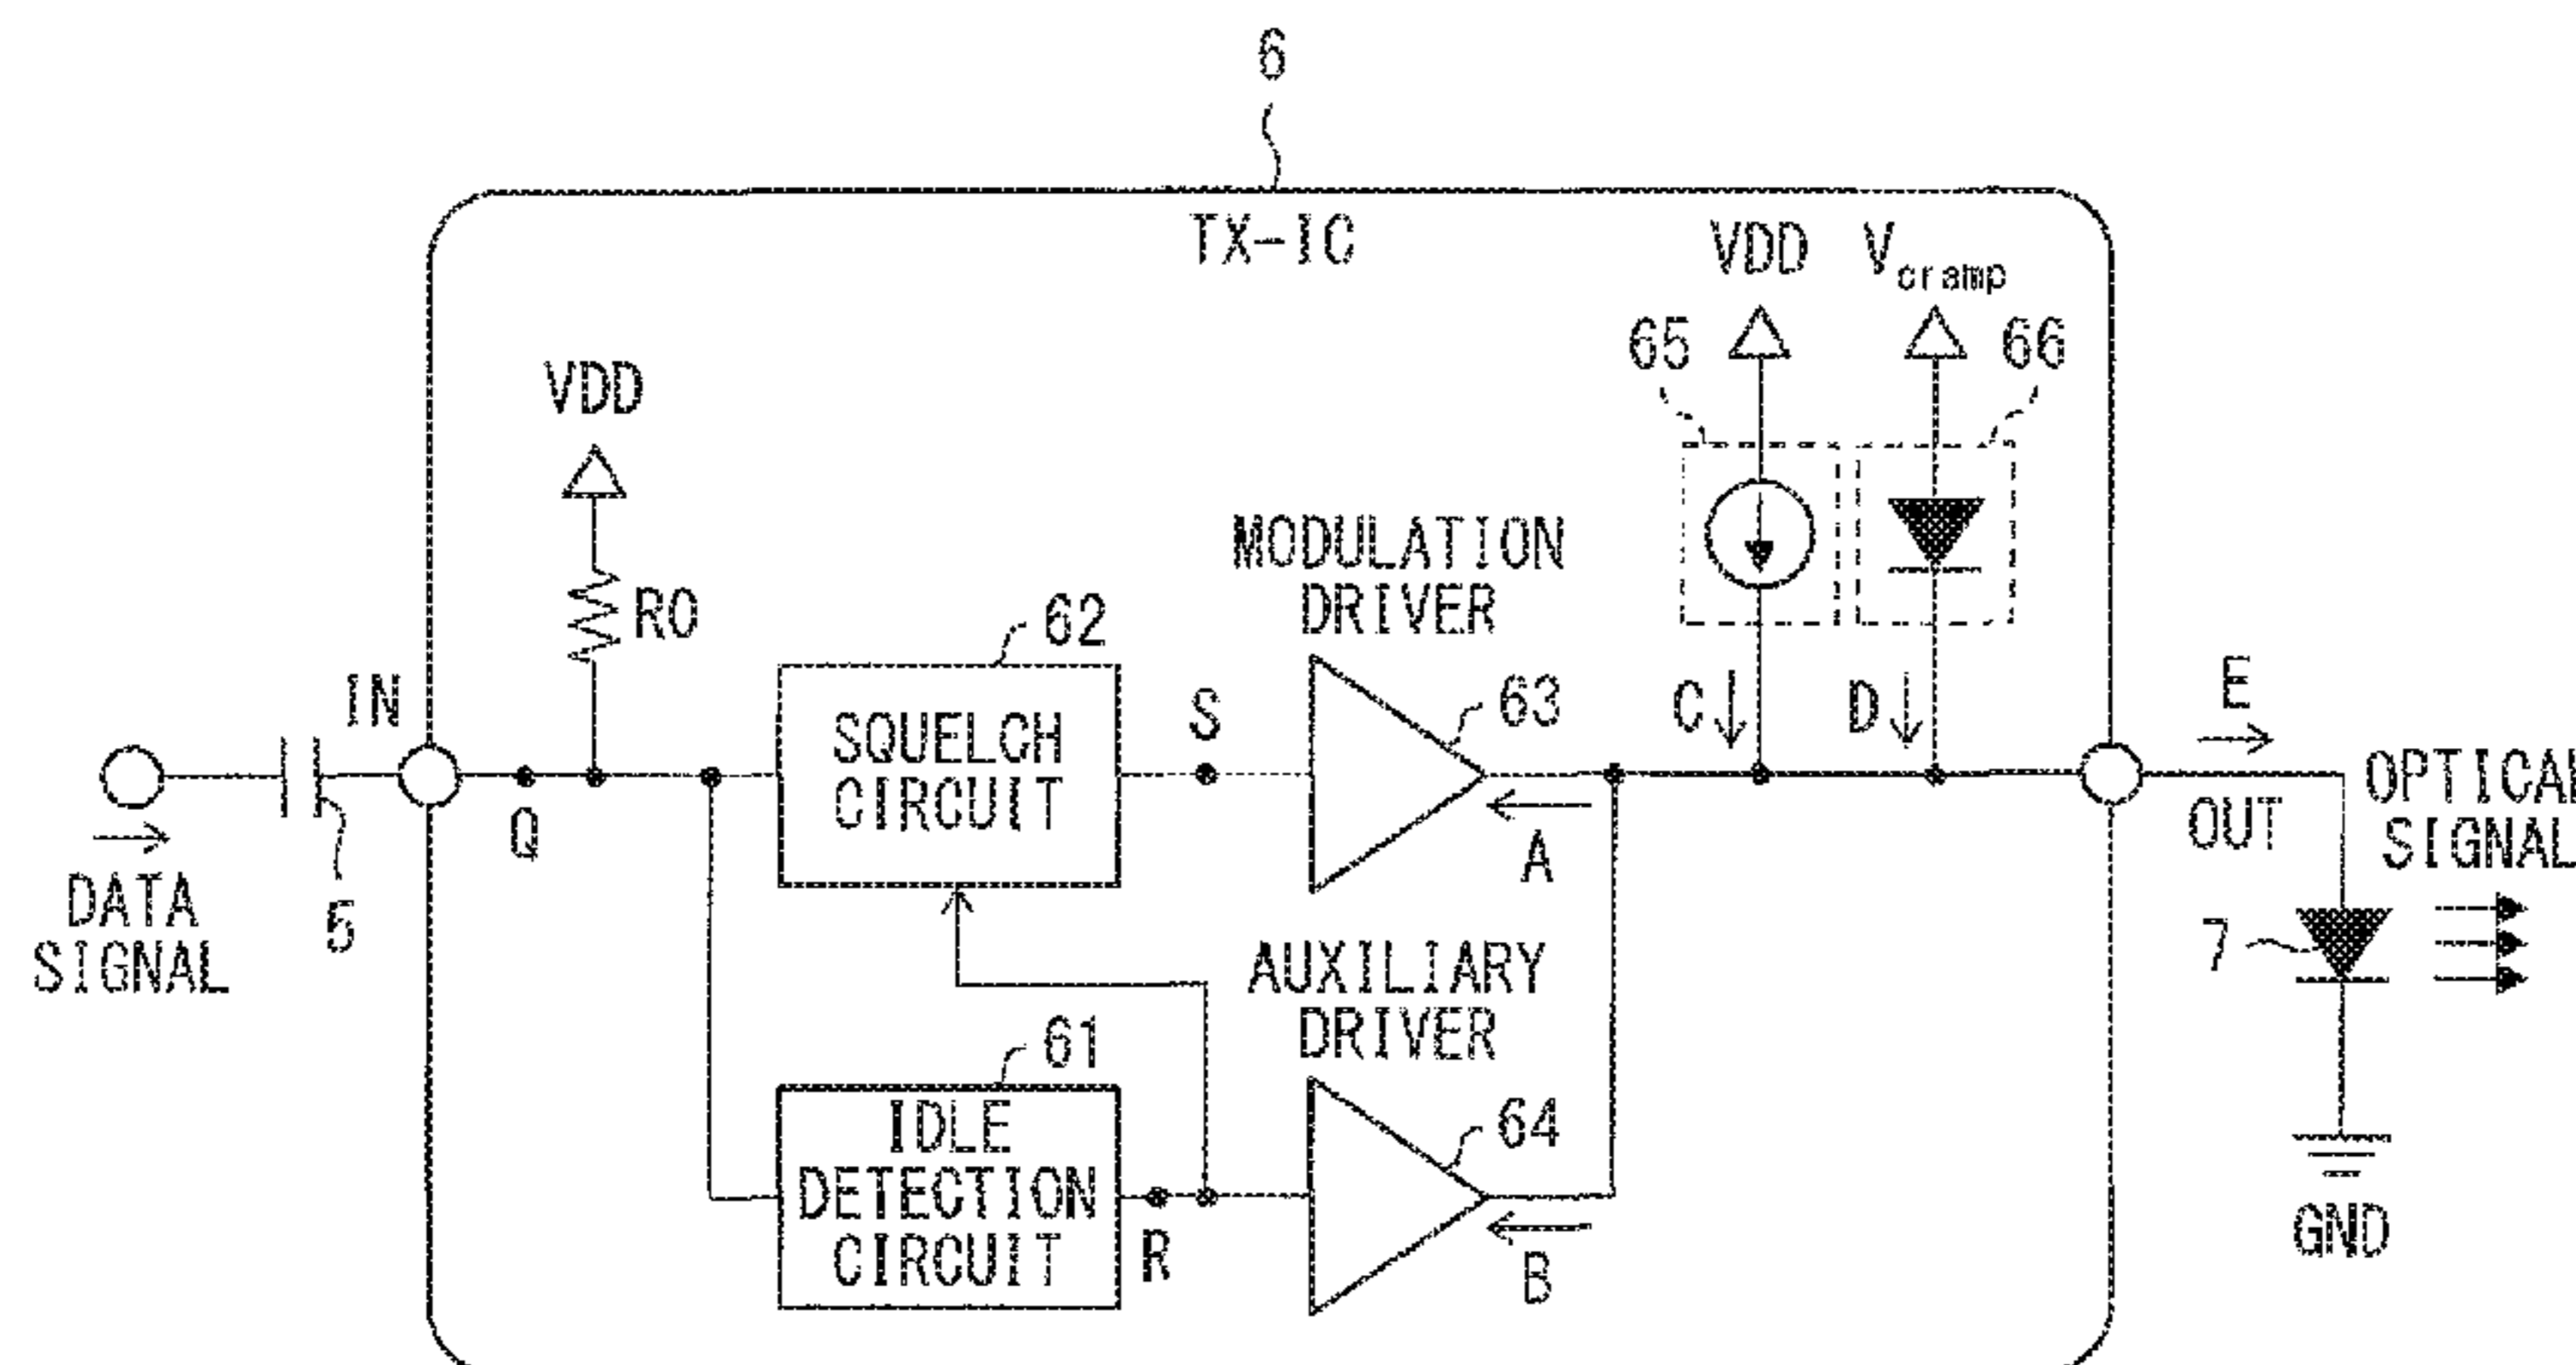 6
TX-IC
VDD
Vcramp
65
66
VDD
R0
MODULATION
DRIVER
62
IN
SQUELCH
CIRCUIT
S
63
C
D
E
Q
A
OUT
OPTICAL
SIGNAL
DATA
SIGNAL
5
7
AUXILIARY
DRIVER
61
IDLE
DETECTION
CIRCUIT
R
64
B
GND